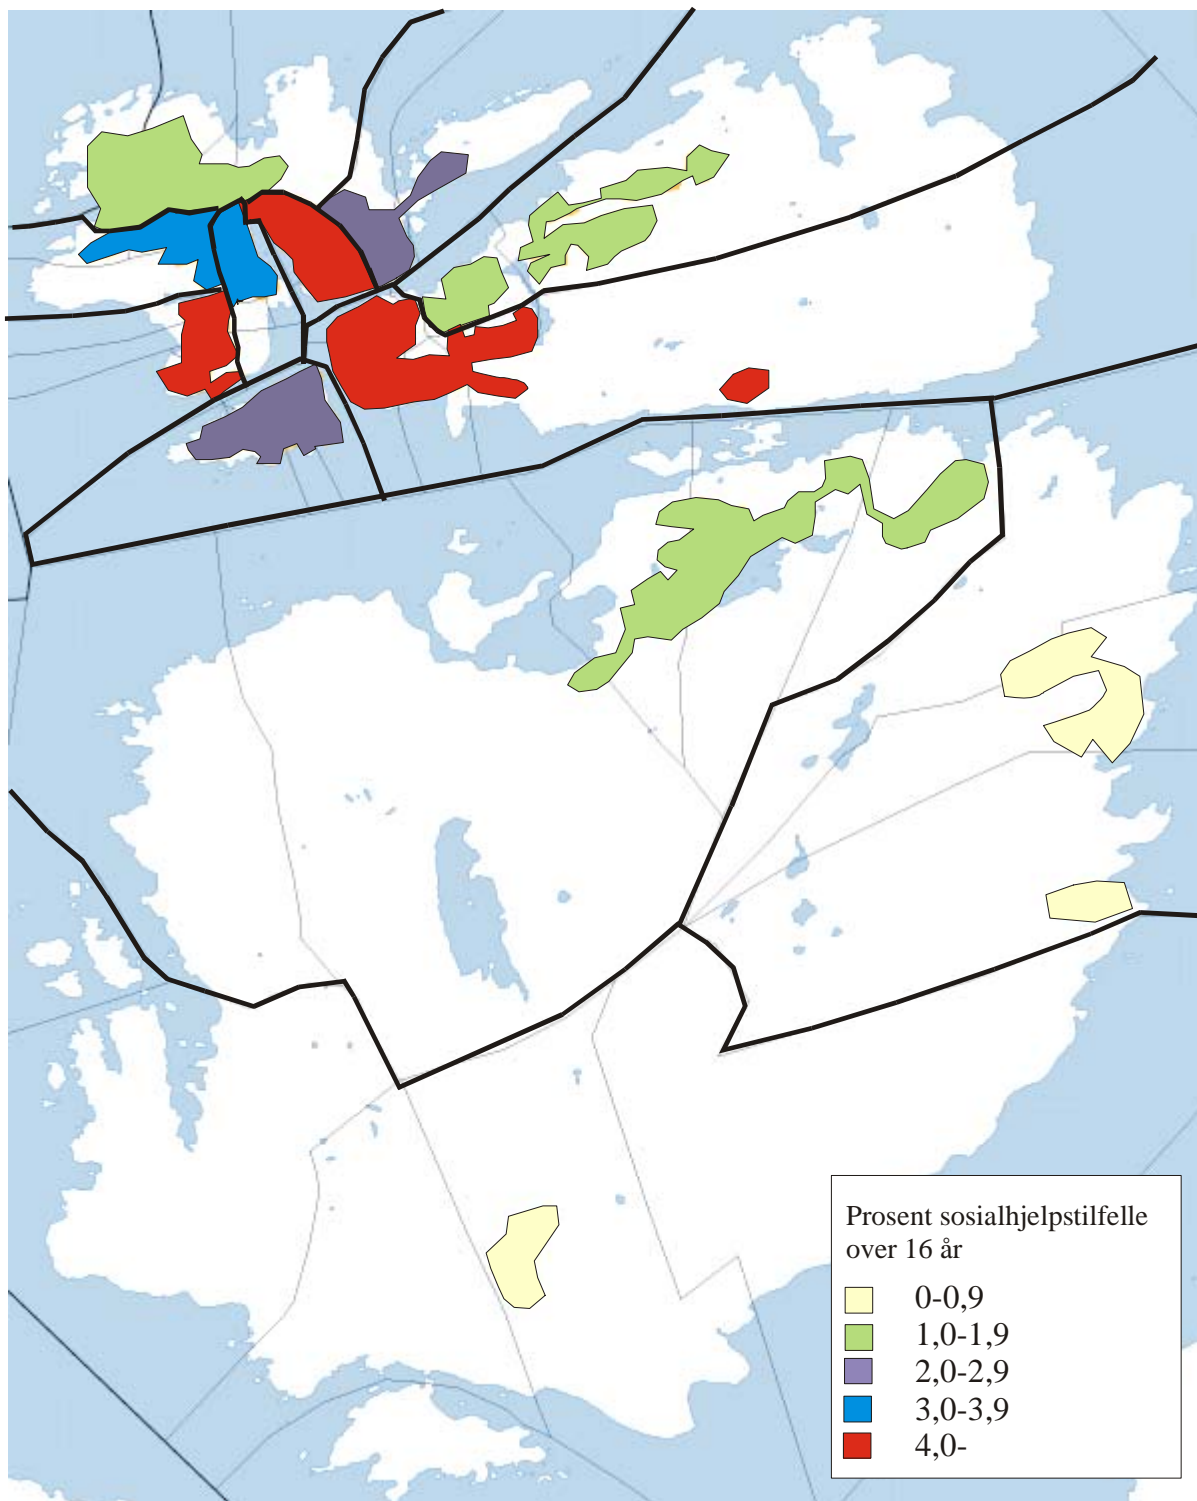 Prosent sosialhjelpstilfelle
over 16 år
0-0,9
1,0-1,9
2,0-2,9
3,0-3,9
4,0-